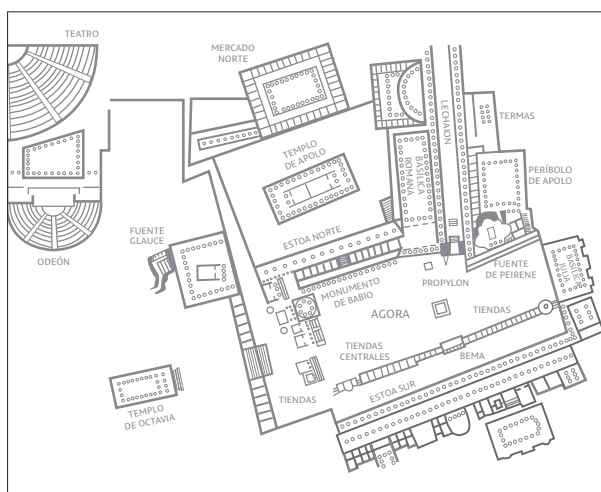 TEATRO
MERCADO
NORTE
LECHAION
TERMAS
TEMPLO
DE APOLO
BASÍLICA
ROMANA
PERÍBOLO
DE APOLO
FUENTE
GLAUCE
ESTOA NORTE
ODEÓN
FUENTE
DE PEIRENE
BASÍLICA
JULIA
MONUMENTO
DE BABIO
PROPYLON
AGORA
TIENDAS
TIENDAS
CENTRALES
BEMA
ESTOA SUR
TIENDAS
TEMPLO
DE OCTAVIA